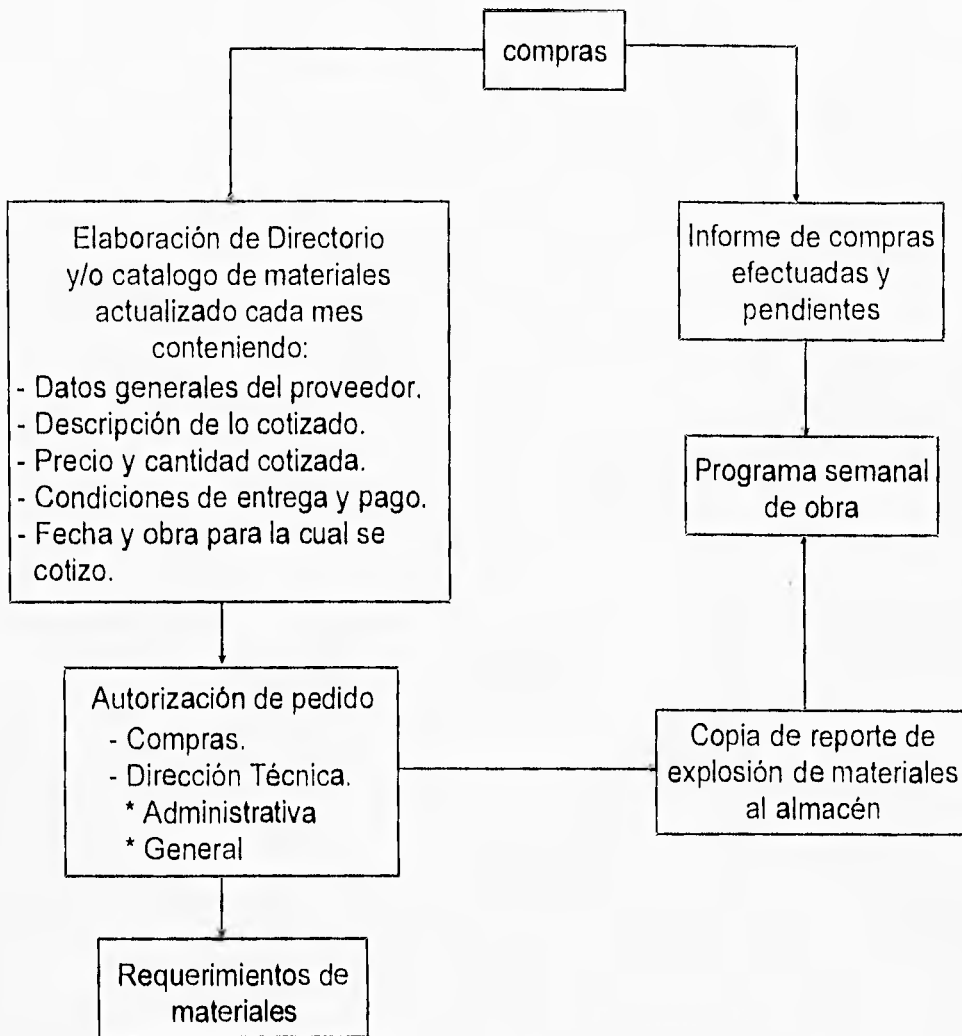 compras
Elaboración de Directorio
y/o catalogo de materiales
actualizado cada mes
conteniendo:
- Datos generales del proveedor.
- Descripción de lo cotizado.
- Precio y cantidad cotizada.
- Condiciones de entrega y pago.
- Fecha y obra para la cual se
cotizo.
Autorización de pedido
- Compras.
- Dirección Técnica.
* Administrativa
* General
Requerimientos de
materiales
Informe de compras
efectuadas y
pendientes
Programa semanal
de obra
Copia de reporte de
explosión de materiales
al almacén